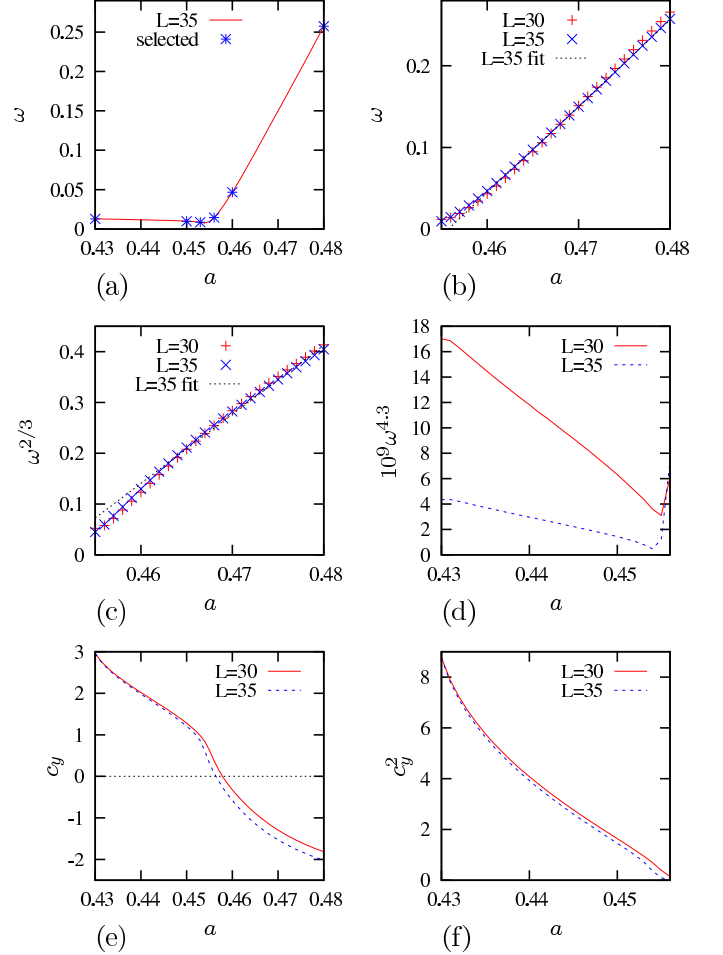 L=35
selected
0.25
0.2
0.15
0.1
0.05
0
0.43 0.44 0.45 0.46 0.47 0.48
ω
a
(a)
L=30
L=35
L=35 fit
0.2
0.1
0
0.46 0.47 0.48
ω
a
(b)
L=30
L=35
L=35 fit
0.4
0.3
0.2
0.1
0
0.46 0.47 0.48
ω^{2/3}
a
(c)
L=30
L=35
18
16
14
12
10
8
6
4
2
0
0.43 0.44 0.45
10^9ω^{4.3}
a
(d)
L=30
L=35
3
2
1
0
-1
-2
0.43 0.44 0.45 0.46 0.47 0.48
c_y
a
(e)
L=30
L=35
8
6
4
2
0
0.43 0.44 0.45
c_y^2
a
(f)